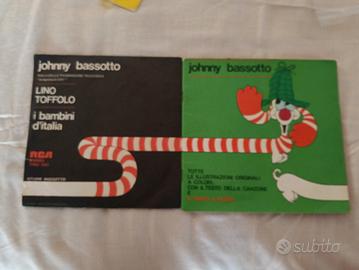 johnny bassotto
LINO
TOFFOLO
i bambini
d'italia
RCA
johnny bassotto
TUTTE
LE ILLUSTRAZIONI ORIGINALI
A COLORI,
CON IL TESTO DELLA CANZONE
E
subito